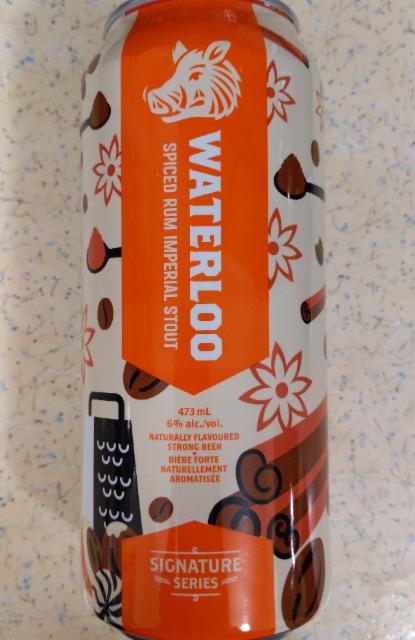 WATERLOO
SPICED RUM IMPERIAL STOUT
473 mL
6% alc./vol.
NATURALLY FLAVOURED
STRONG BEER
BIÈRE FORTE
NATURELLEMENT
AROMATISÉE
SIGNATURE
SERIES